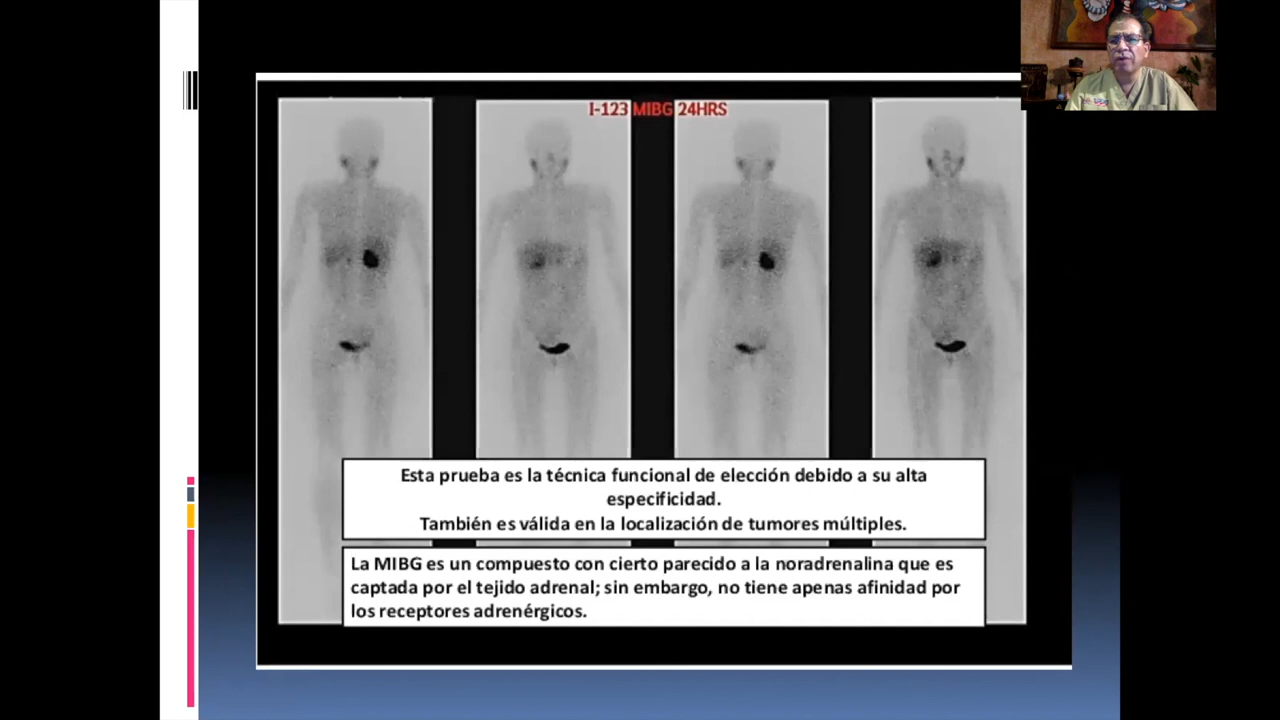 I-123 MIBG 24HRS
Esta prueba es la técnica funcional de elección debido a su alta
especificidad.
También es válida en la localización de tumores múltiples.
La MIBG es un compuesto con cierto parecido a la noradrenalina que es
captada por el tejido adrenal; sin embargo, no tiene apenas afinidad por
los receptores adrenérgicos.